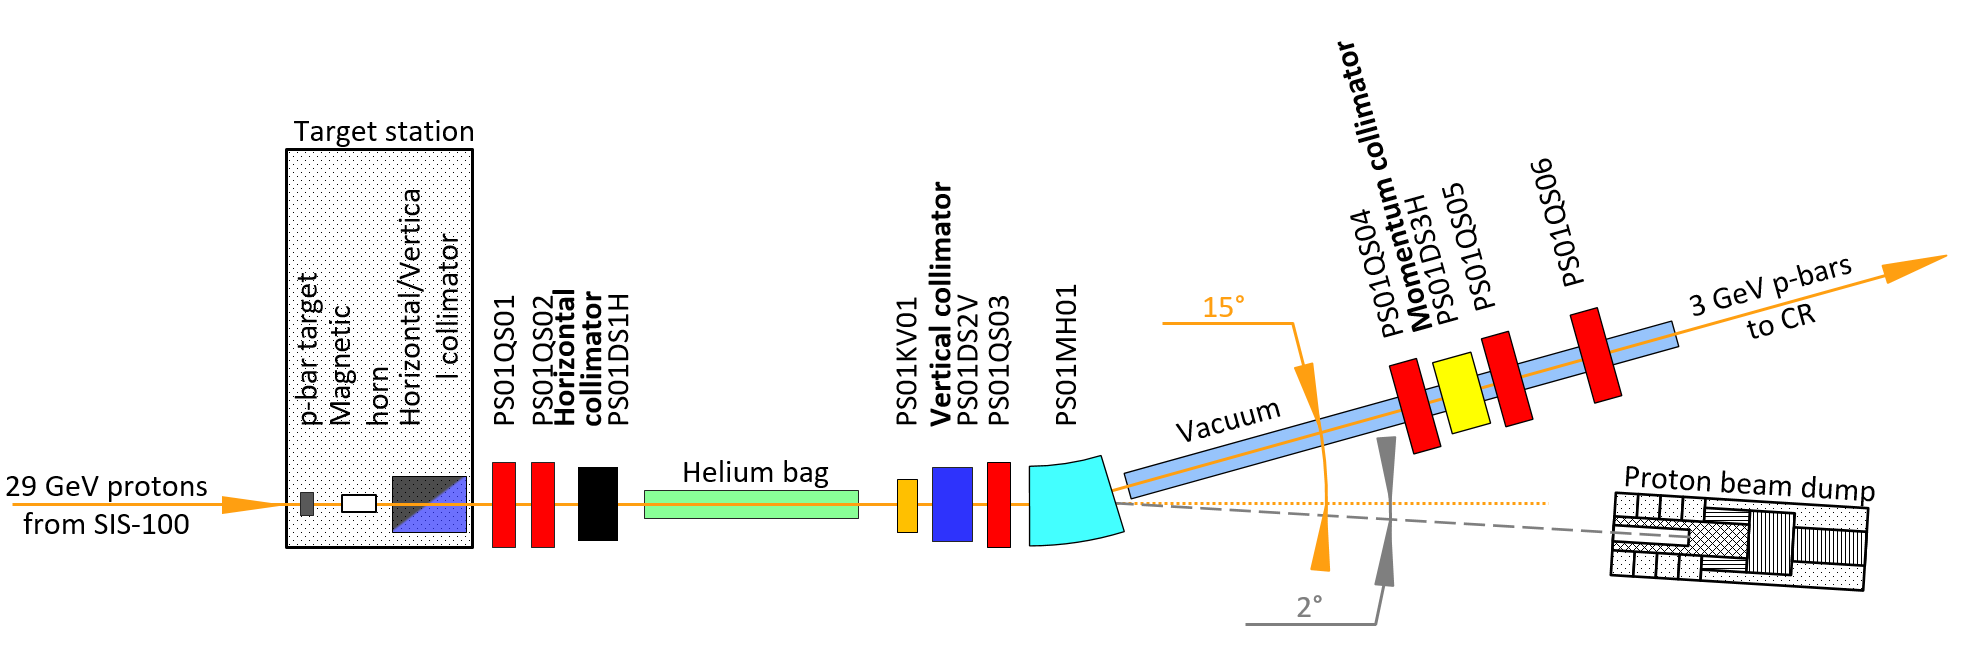 Target station
p-bar target
Magnetic
horn
Horizontal/Vertica
l collimator
PS01QS01
PS01QS02
Horizontal
collimator
PS01DS1H
Helium bag
PS01KV01
Vertical collimator
PS01DS2V
PS01QS03
PS01MH01
15°
Vacuum
PS01QS04
Momentum collimator
PS01DS3H
PS01QS05
PS01QS06
3 GeV p-bars
to CR
29 GeV protons
from SIS-100
2°
Proton beam dump